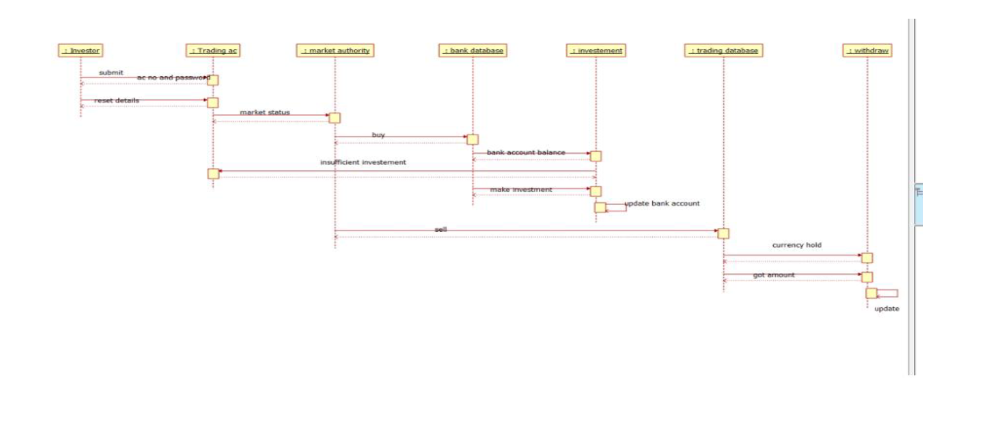 : Investor
: Trading ac
: market authority
: bank database
: investement
: trading database
: withdraw
submit
ac no and password
reset details
market status
buy
bank account balance
insufficient investement
make investment
update bank account
sell
currency hold
got amount
update